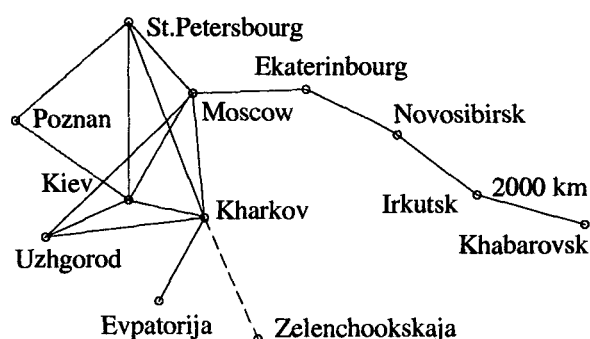 St.Petersbourg
Ekaterinbourg
Moscow
Novosibirsk
Poznan
Kiev
2000 km
Irkutsk
Kharkov
Khabarovsk
Uzhgorod
Evpatorija
Zelenchookskaja